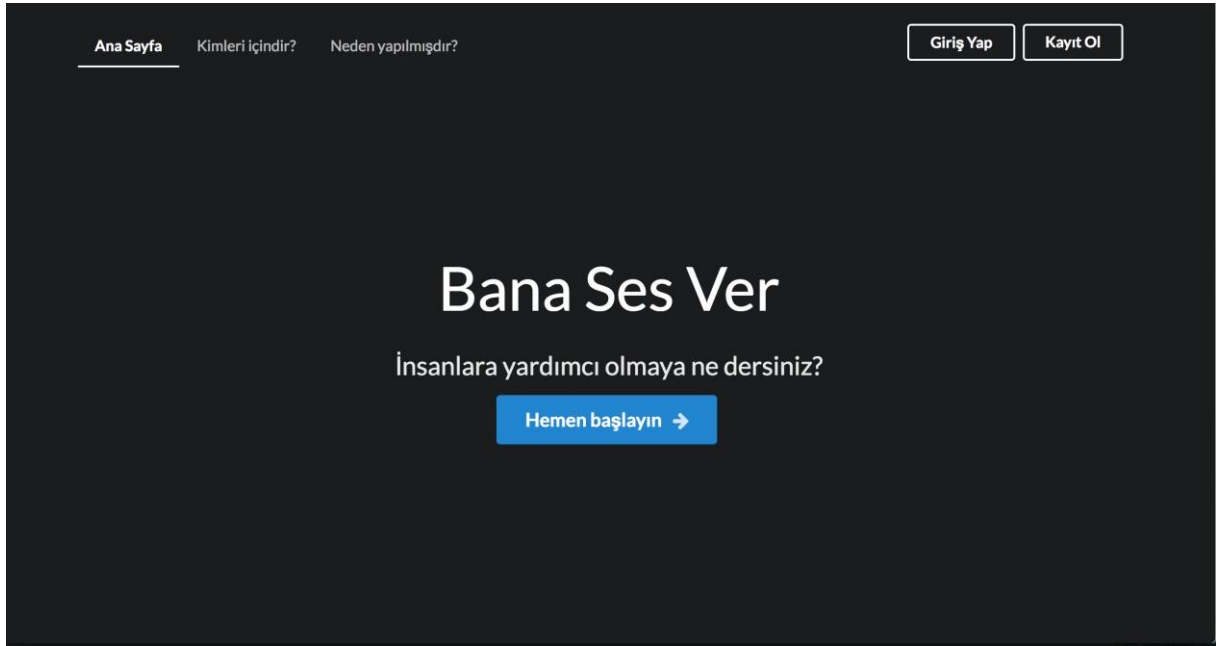 Ana Sayfa Kimleri içindir? Neden yapılmışdır? Giriş Yap Kayıt Ol
Bana Ses Ver
İnsanlara yardımcı olmaya ne dersiniz?
Hemen başlayın